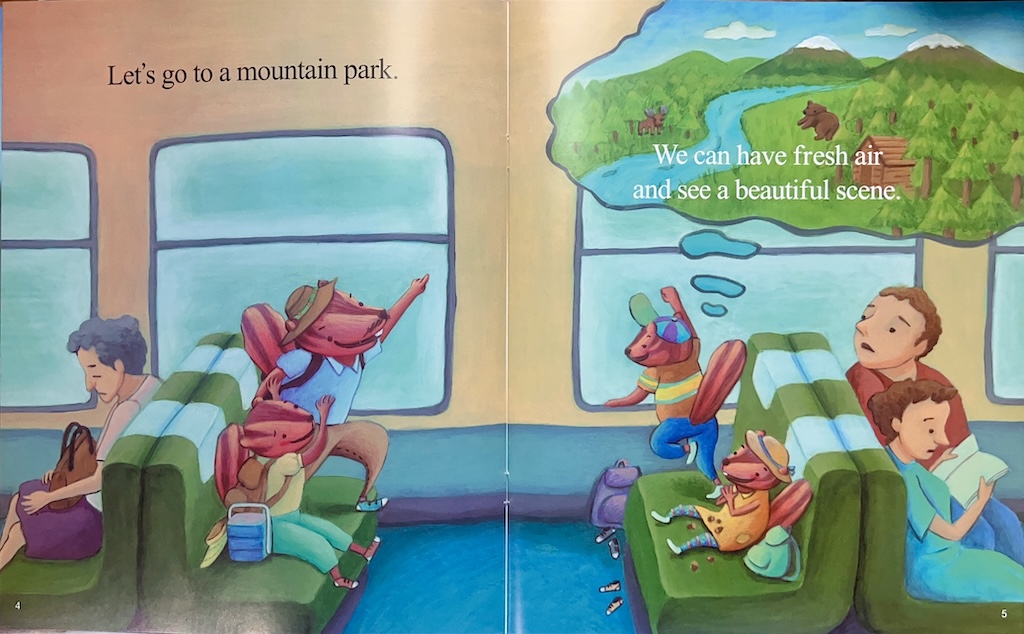 Let's go to a mountain park.
We can have fresh air
and see a beautiful scene.
4
5